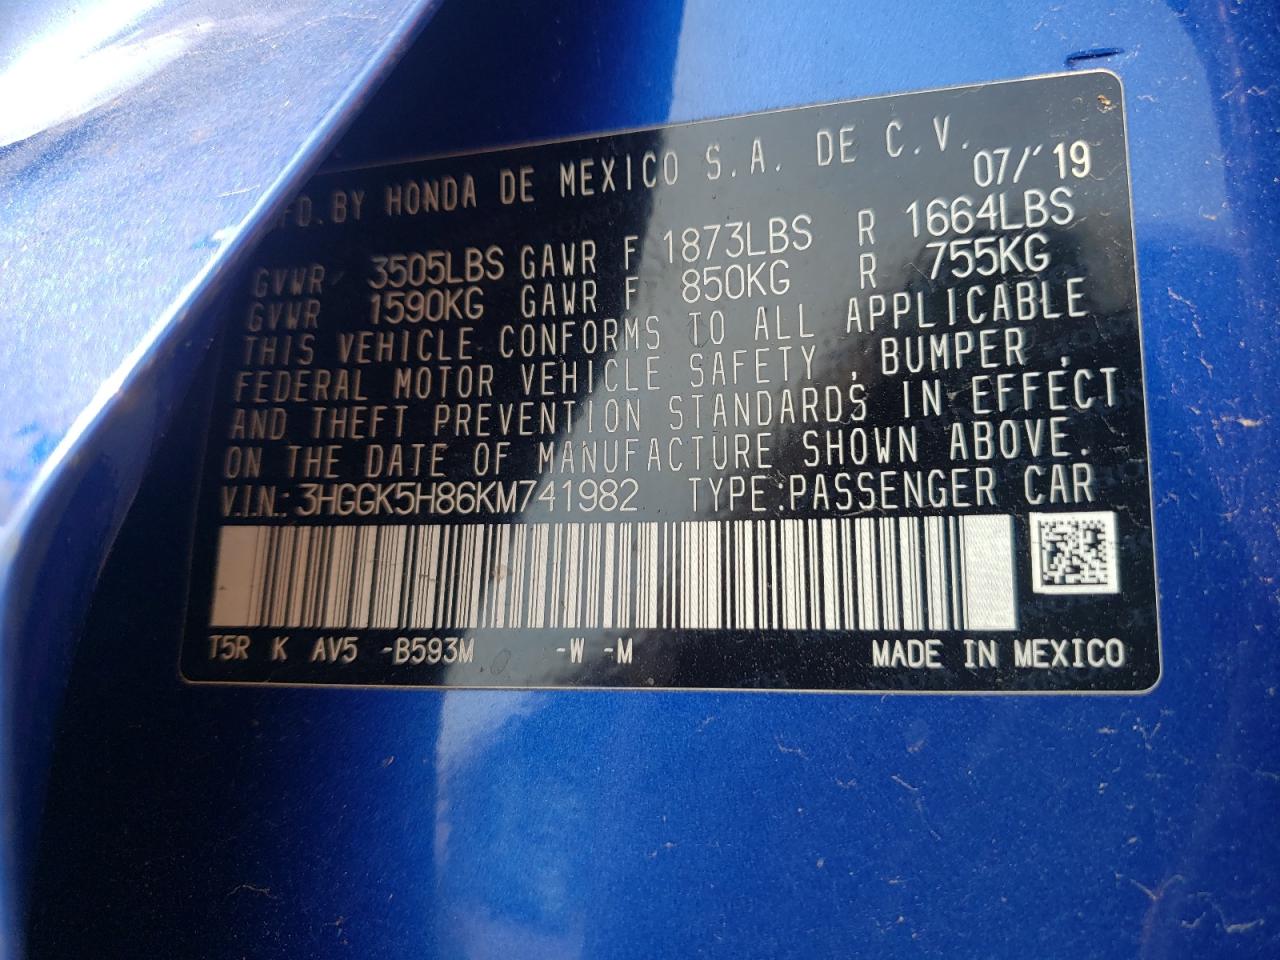 MFD. BY HONDA DE MEXICO S.A. DE C.V.
07/'19
GVWR 3505LBS GAWR F 1873LBS R 1664LBS
GVWR 1590KG GAWR F 850KG R 755KG
THIS VEHICLE CONFORMS TO ALL APPLICABLE
FEDERAL MOTOR VEHICLE SAFETY, BUMPER,
AND THEFT PREVENTION STANDARDS IN EFFECT
ON THE DATE OF MANUFACTURE SHOWN ABOVE.
V.I.N.: 3HGGK5H86KM741982 TYPE:PASSENGER CAR
T5R K AV5 -B593M -W -M MADE IN MEXICO